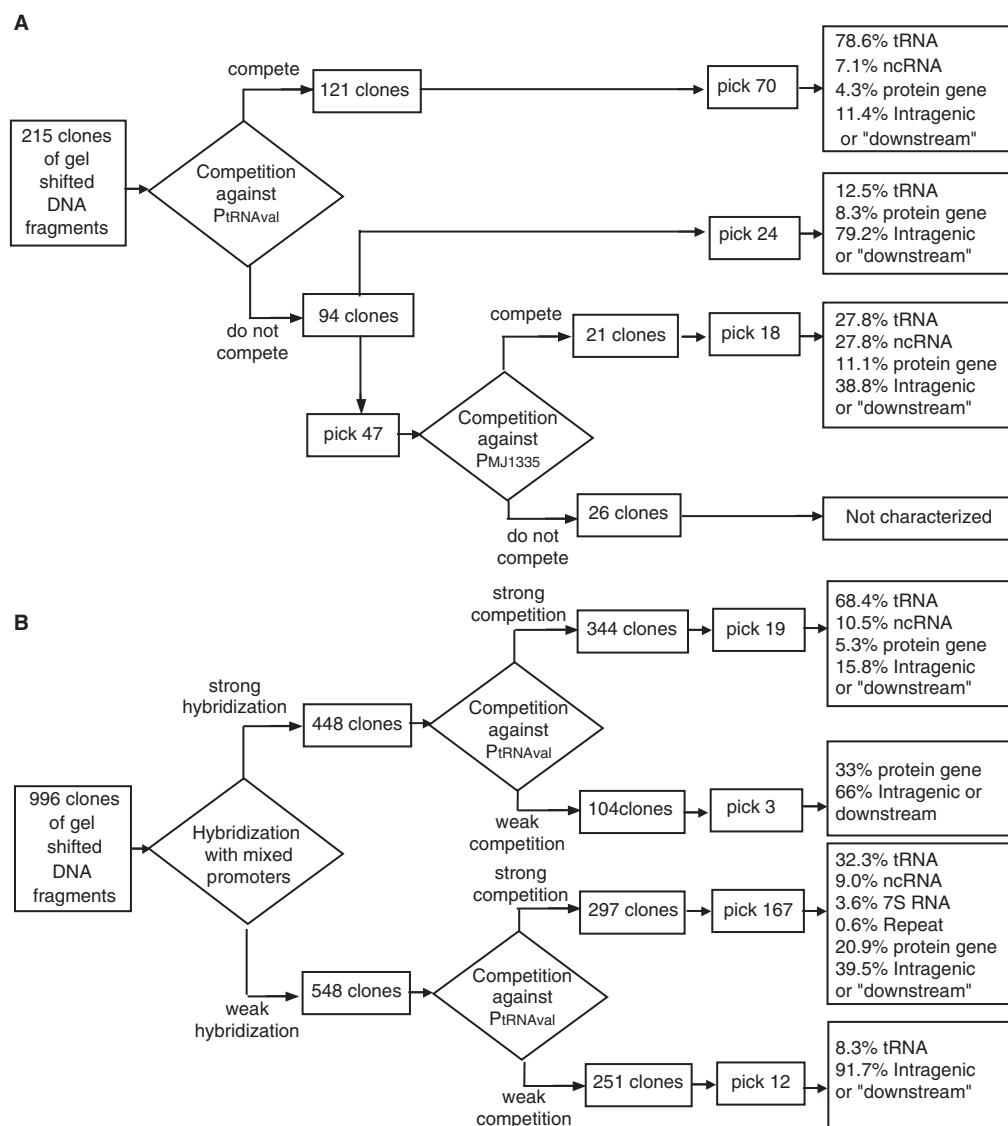 A
215 clones
of gel
shifted
DNA
fragments
Competition
against
PtRNAval
compete
121 clones
pick 70
78.6% tRNA
7.1% ncRNA
4.3% protein gene
11.4% Intragenic
or "downstream"
do not
compete
94 clones
pick 24
12.5% tRNA
8.3% protein gene
79.2% Intragenic
or "downstream"
pick 47
Competition
against
PMJ1335
compete
21 clones
pick 18
27.8% tRNA
27.8% ncRNA
11.1% protein gene
38.8% Intragenic
or "downstream"
do not
compete
26 clones
Not characterized
B
996 clones
of gel
shifted
DNA
fragments
Hybridization
with mixed
promoters
strong
hybridization
448 clones
Competition
against
PtRNAval
strong
competition
344 clones
pick 19
68.4% tRNA
10.5% ncRNA
5.3% protein gene
15.8% Intragenic
or "downstream"
weak
competition
104clones
pick 3
33% protein gene
66% Intragenic or
downstream
weak
hybridization
548 clones
Competition
against
PtRNAval
strong
competition
297 clones
pick 167
32.3% tRNA
9.0% ncRNA
3.6% 7S RNA
0.6% Repeat
20.9% protein gene
39.5% Intragenic
or "downstream"
weak
competition
251 clones
pick 12
8.3% tRNA
91.7% Intragenic
or "downstream"